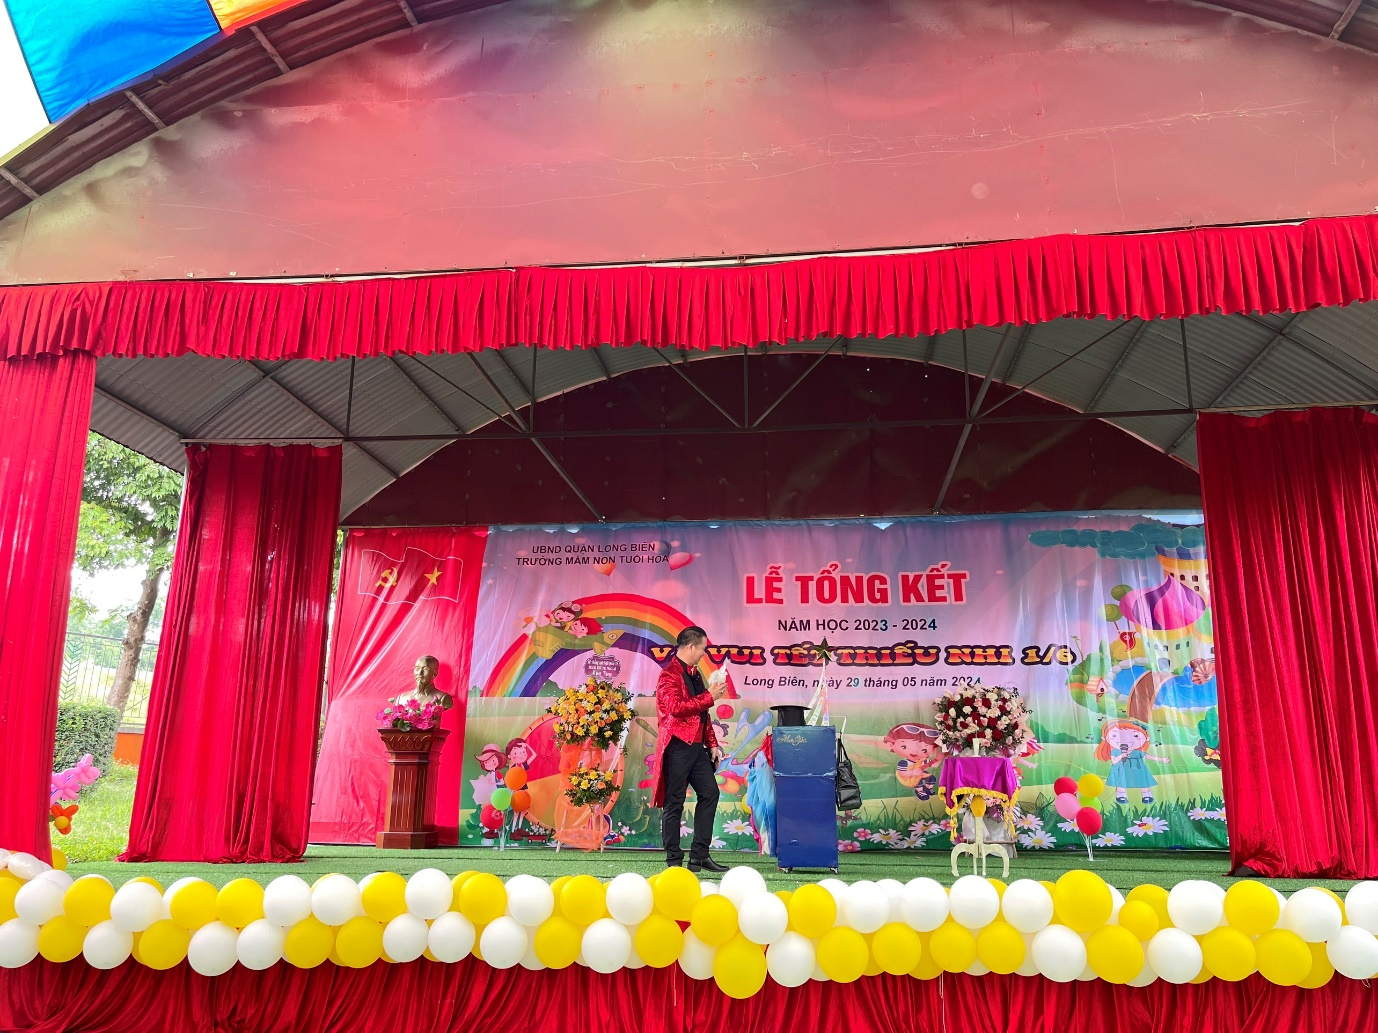 UBND QUẬN LONG BIÊN
TRƯỜNG MẦM NON TUỔI HOA
LỄ TỔNG KẾT
NĂM HỌC 2023 - 2024
VUI TẾT THIẾU NHI 1/6
Long Biên, ngày 29 tháng 05 năm 2024